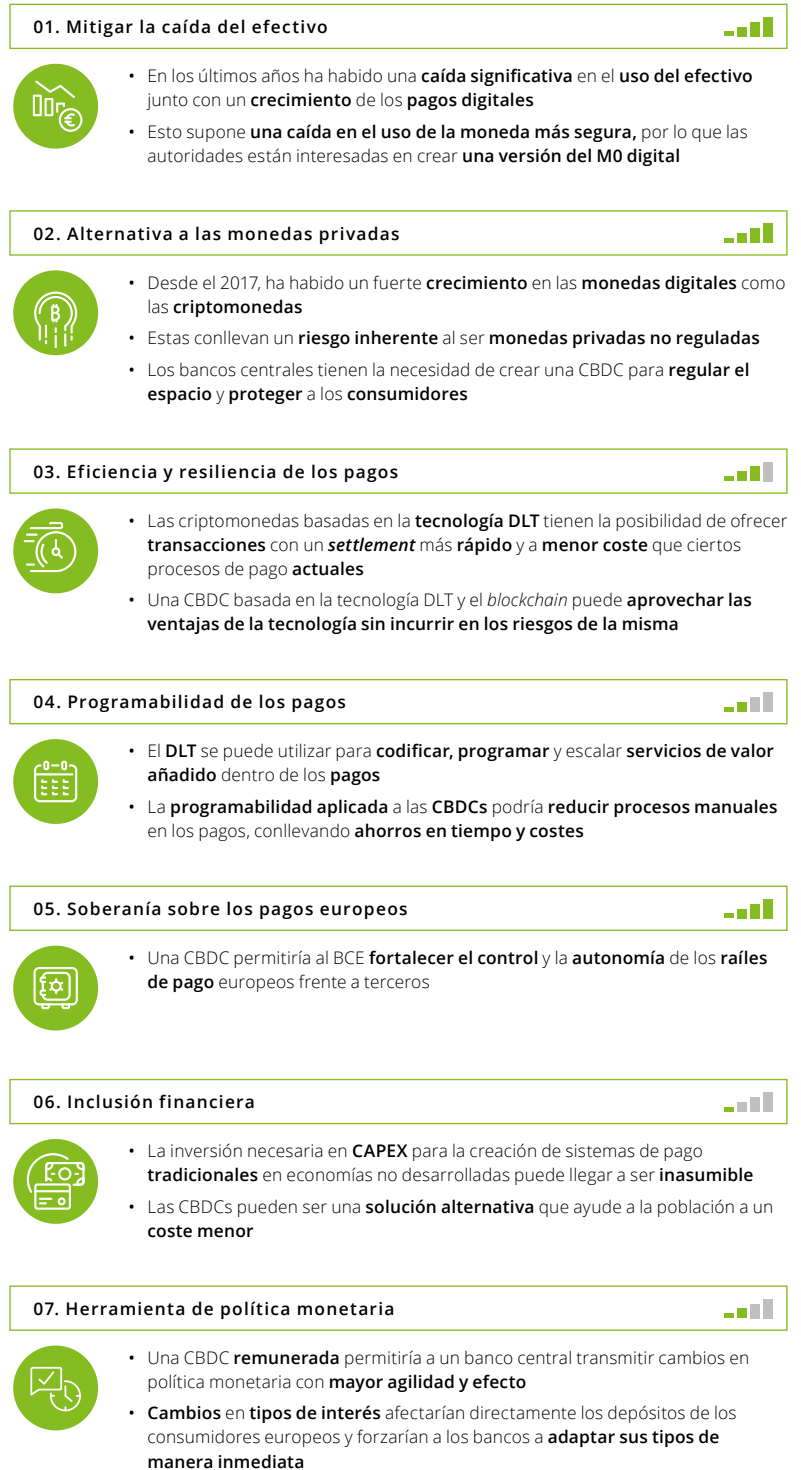 01. Mitigar la caída del efectivo
• En los últimos años ha habido una caída significativa en el uso del efectivo
junto con un crecimiento de los pagos digitales
• Esto supone una caída en el uso de la moneda más segura, por lo que las
autoridades están interesadas en crear una versión del M0 digital
02. Alternativa a las monedas privadas
• Desde el 2017, ha habido un fuerte crecimiento en las monedas digitales como
las criptomonedas
• Estas conllevan un riesgo inherente al ser monedas privadas no reguladas
• Los bancos centrales tienen la necesidad de crear una CBDC para regular el
espacio y proteger a los consumidores
03. Eficiencia y resiliencia de los pagos
• Las criptomonedas basadas en la tecnología DLT tienen la posibilidad de ofrecer
transacciones con un settlement más rápido y a menor coste que ciertos
procesos de pago actuales
• Una CBDC basada en la tecnología DLT y el blockchain puede aprovechar las
ventajas de la tecnología sin incurrir en los riesgos de la misma
04. Programabilidad de los pagos
• El DLT se puede utilizar para codificar, programar y escalar servicios de valor
añadido dentro de los pagos
• La programabilidad aplicada a las CBDCs podría reducir procesos manuales
en los pagos, conllevando ahorros en tiempo y costes
05. Soberanía sobre los pagos europeos
• Una CBDC permitiría al BCE fortalecer el control y la autonomía de los raíles
de pago europeos frente a terceros
06. Inclusión financiera
• La inversión necesaria en CAPEX para la creación de sistemas de pago
tradicionales en economías no desarrolladas puede llegar a ser inasumible
• Las CBDCs pueden ser una solución alternativa que ayude a la población a un
coste menor
07. Herramienta de política monetaria
• Una CBDC remunerada permitiría a un banco central transmitir cambios en
política monetaria con mayor agilidad y efecto
• Cambios en tipos de interés afectarían directamente los depósitos de los
consumidores europeos y forzarían a los bancos a adaptar sus tipos de
manera inmediata